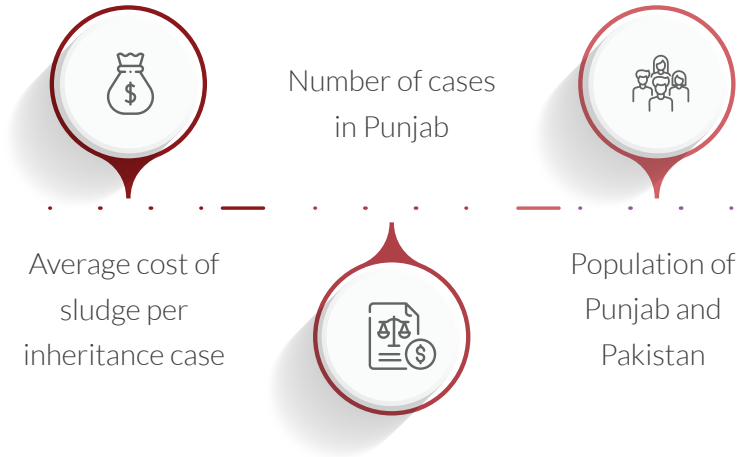 Number of cases
in Punjab
Average cost of
sludge per
inheritance case
Population of
Punjab and
Pakistan
$
$